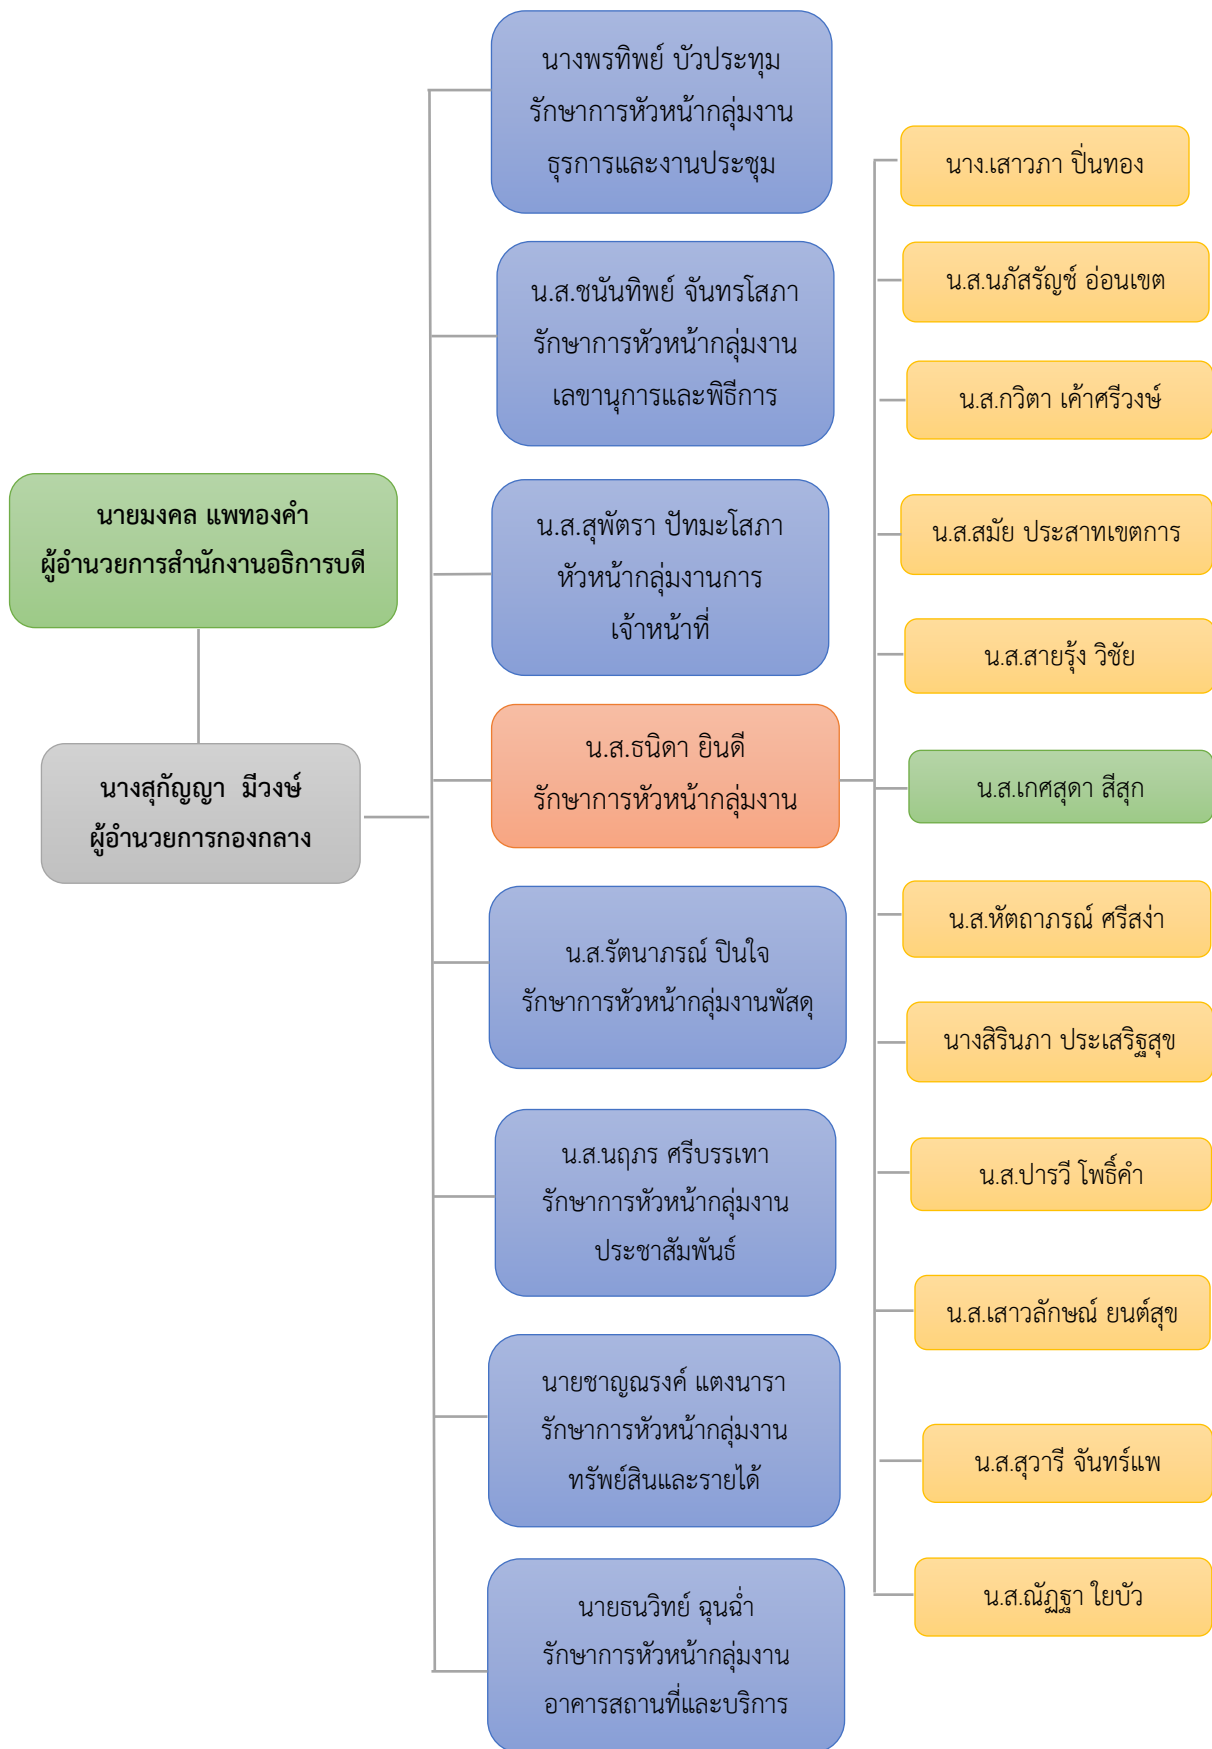 นายมงคล แพทองคำ
ผู้อำนวยการสำนักงานอธิการบดี
นางสุกัญญา มีวงษ์
ผู้อำนวยการกองกลาง
นางพรทิพย์ บัวประทุม
รักษาการหัวหน้ากลุ่มงาน
ธุรการและงานประชุม
น.ส.ชนันทิพย์ จันทรโสภา
รักษาการหัวหน้ากลุ่มงาน
เลขานุการและพิธีการ
น.ส.สุพัตรา ปัทมะโสภา
หัวหน้ากลุ่มงานการ
เจ้าหน้าที่
น.ส.ธนิดา ยินดี
รักษาการหัวหน้ากลุ่มงาน
น.ส.รัตนาภรณ์ ปินใจ
รักษาการหัวหน้ากลุ่มงานพัสดุ
น.ส.นฤภร ศรีบรรเทา
รักษาการหัวหน้ากลุ่มงาน
ประชาสัมพันธ์
นายชาญณรงค์ แตงนารา
รักษาการหัวหน้ากลุ่มงาน
ทรัพย์สินและรายได้
นายธนวิทย์ ฉุนฉ่ำ
รักษาการหัวหน้ากลุ่มงาน
อาคารสถานที่และบริการ
นาง.เสาวภา ปิ่นทอง
น.ส.นภัสรัญช์ อ่อนเขต
น.ส.กวิตา เค้าศรีวงษ์
น.ส.สมัย ประสาทเขตการ
น.ส.สายรุ้ง วิชัย
น.ส.เกศสุดา สีสุก
น.ส.หัตถาภรณ์ ศรีสง่า
นางสิรินภา ประเสริฐสุข
น.ส.ปารวี โพธิ์คำ
น.ส.เสาวลักษณ์ ยนต์สุข
น.ส.สุวารี จันทร์แพ
น.ส.ณัฏฐา ใยบัว